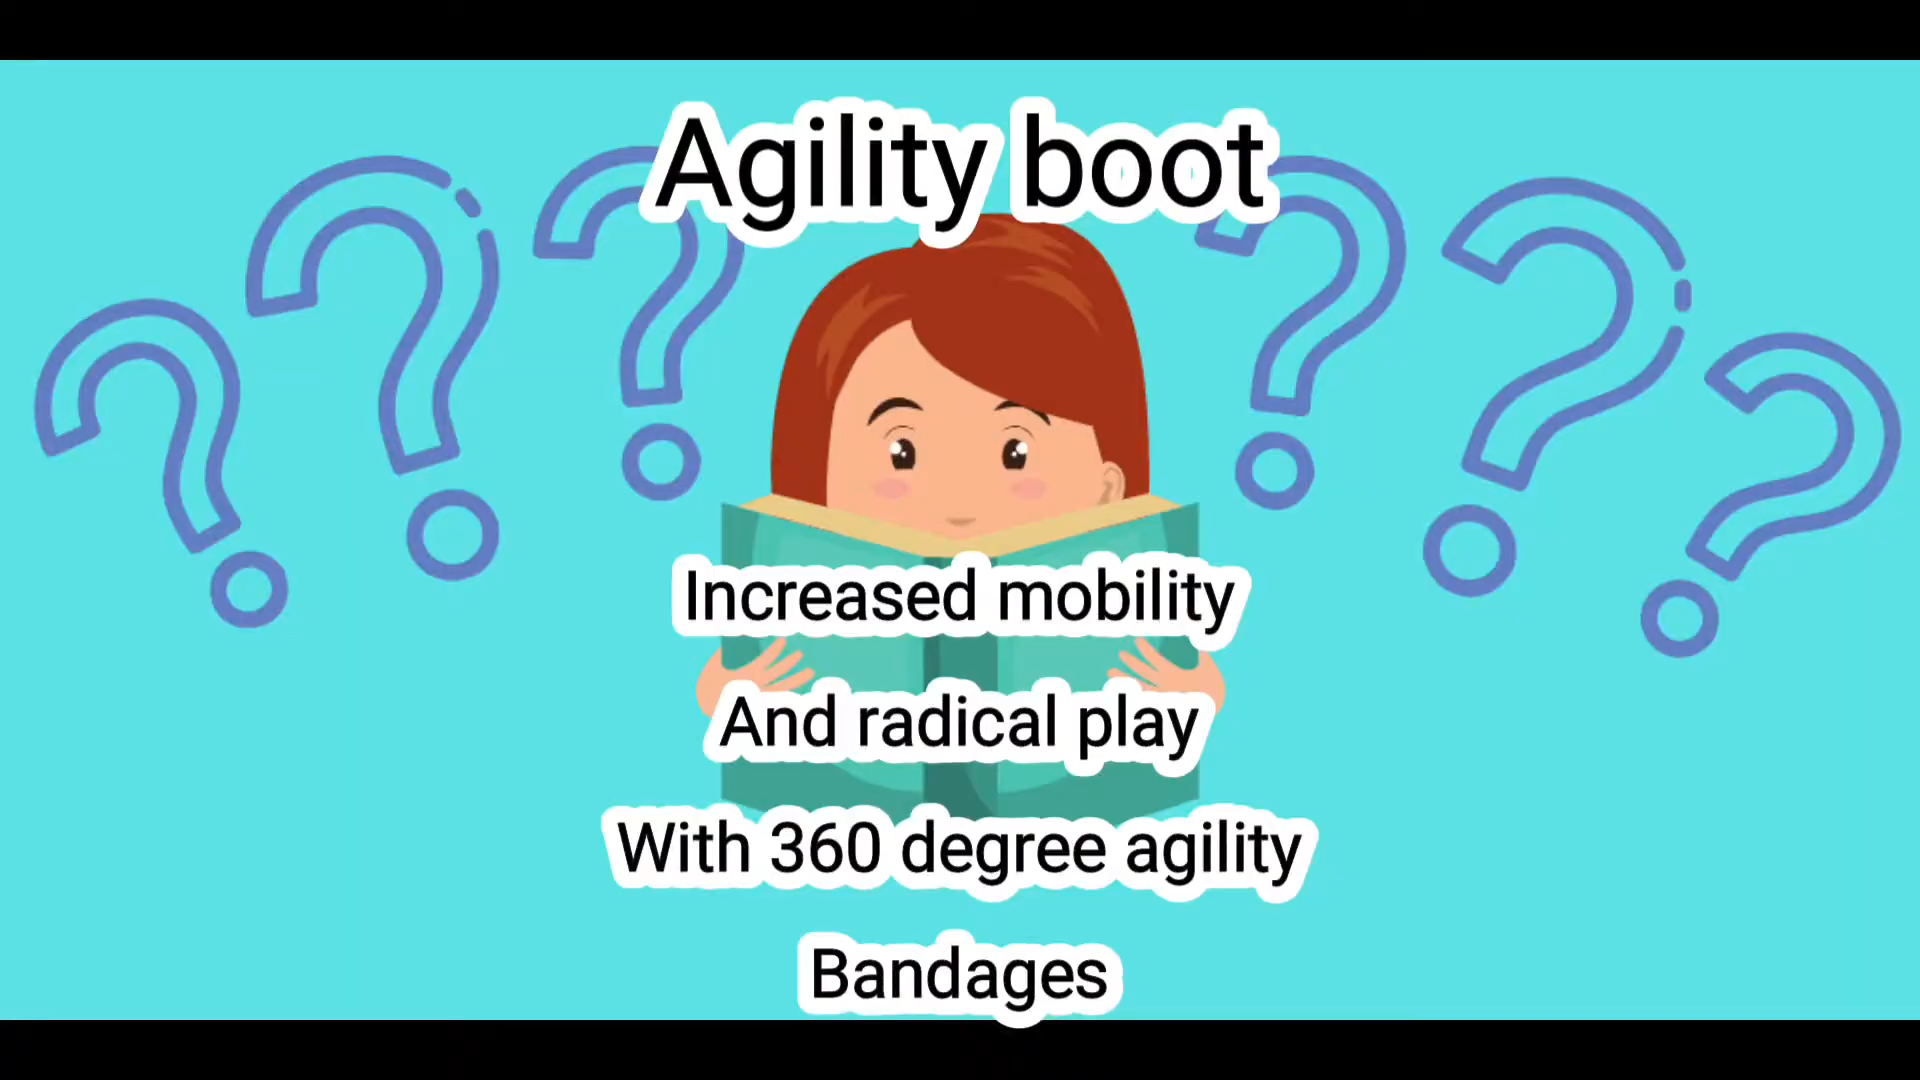 Agility boot
Increased mobility
And radical play
With 360 degree agility
Bandages